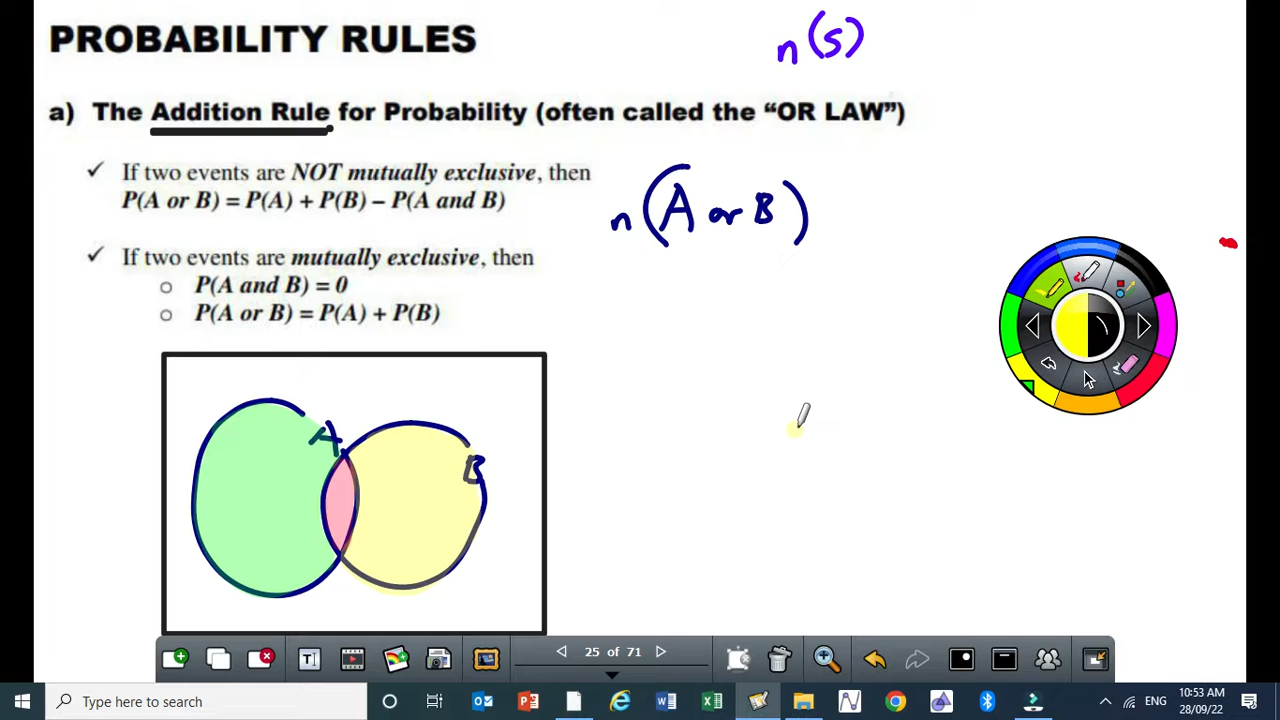 PROBABILITY RULES
n(s)
a) The Addition Rule for Probability (often called the “OR LAW”)
✓ If two events are NOT mutually exclusive, then
P(A or B) = P(A) + P(B) – P(A and B)
n(A or B)
✓ If two events are mutually exclusive, then
o P(A and B) = 0
o P(A or B) = P(A) + P(B)
A
B
25 of 71
Type here to search
ENG
10:53 AM
28/09/22